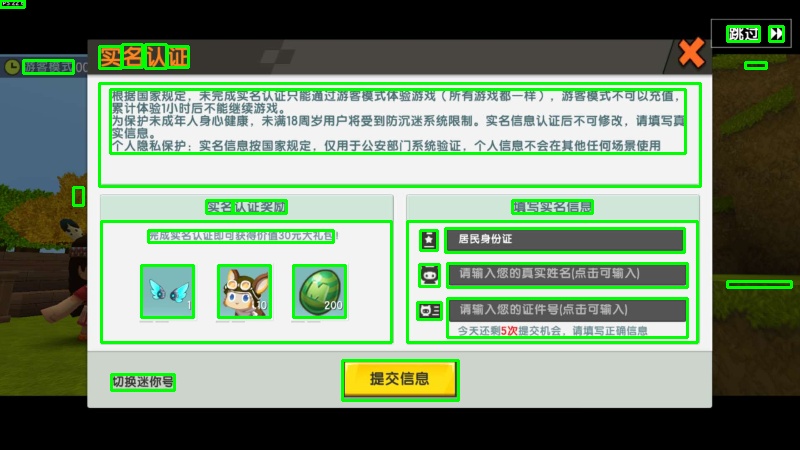 跳过
实名认证
游客模式
根据国家规定，未完成实名认证只能通过游客模式体验游戏（所有游戏都一样），游客模式不可以充值，
累计体验1小时后不能继续游戏。
为保护未成年人身心健康，未满18周岁用户将受到防沉迷系统限制。实名信息认证后不可修改，请填写真
实信息。
个人隐私保护：实名信息按国家规定，仅用于公安部门系统验证，个人信息不会在其他任何场景使用
实名认证奖励
填写实名信息
完成实名认证即可获得价值30元大礼包!
居民身份证
请输入您的真实姓名(点击可输入)
1
10
200
请输入您的证件号(点击可输入)
今天还剩5次提交机会，请填写正确信息
切换迷你号
提交信息